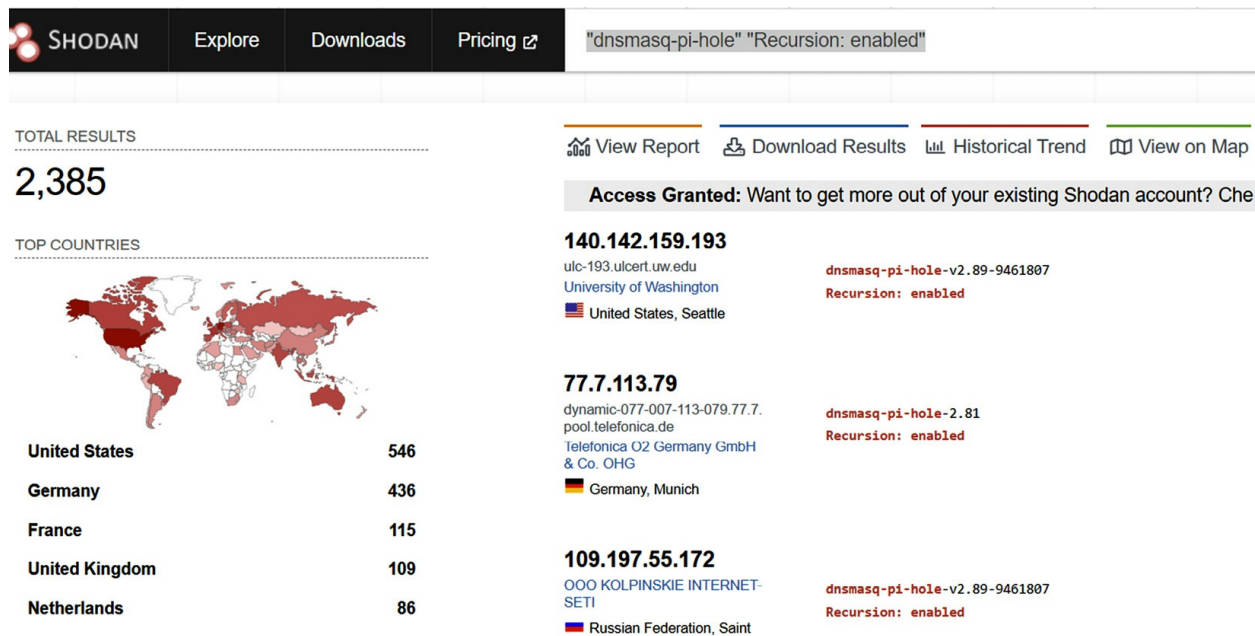 SHODAN
Explore
Downloads
Pricing
"dnsmasq-pi-hole" "Recursion: enabled"
TOTAL RESULTS
2,385
TOP COUNTRIES
United States 546
Germany 436
France 115
United Kingdom 109
Netherlands 86
View Report
Download Results
Historical Trend
View on Map
Access Granted: Want to get more out of your existing Shodan account? Che
140.142.159.193
ulc-193.ulcert.uw.edu
University of Washington
United States, Seattle
dnsmasq-pi-hole-v2.89-9461807
Recursion: enabled
77.7.113.79
dynamic-077-007-113-079.77.7.
pool.telefonica.de
Telefonica O2 Germany GmbH
& Co. OHG
Germany, Munich
dnsmasq-pi-hole-2.81
Recursion: enabled
109.197.55.172
OOO KOLPINSKIE INTERNET-
SETI
Russian Federation, Saint
dnsmasq-pi-hole-v2.89-9461807
Recursion: enabled